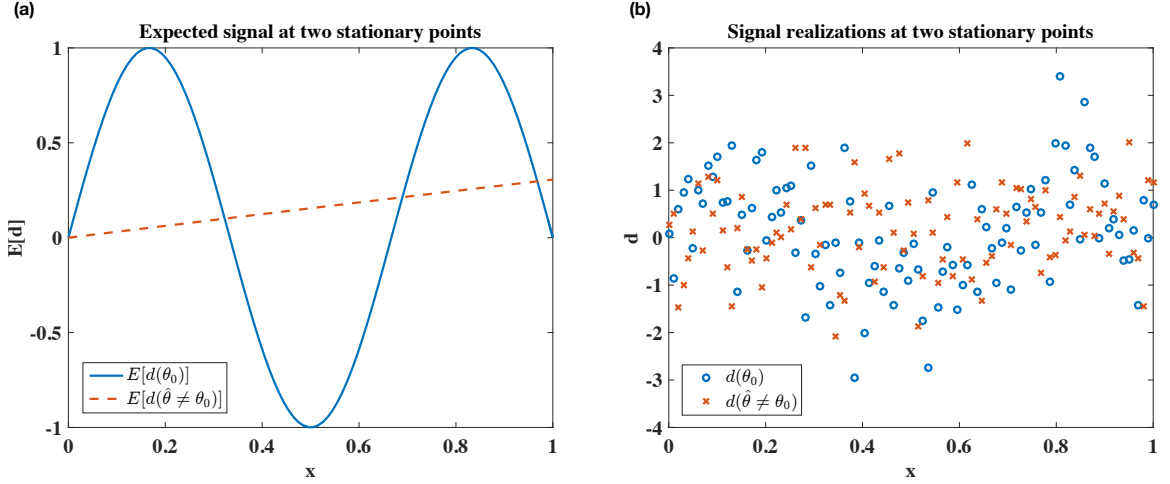 (a)
Expected signal at two stationary points
1
0.5
0
-0.5
-1
E[d]
0 0.2 0.4 0.6 0.8 1
x
E[d(θ₀)]
E[d(θ̂ ≠ θ₀)]
(b)
Signal realizations at two stationary points
4
3
2
1
0
-1
-2
-3
-4
d
0 0.2 0.4 0.6 0.8 1
x
d(θ₀)
d(θ̂ ≠ θ₀)